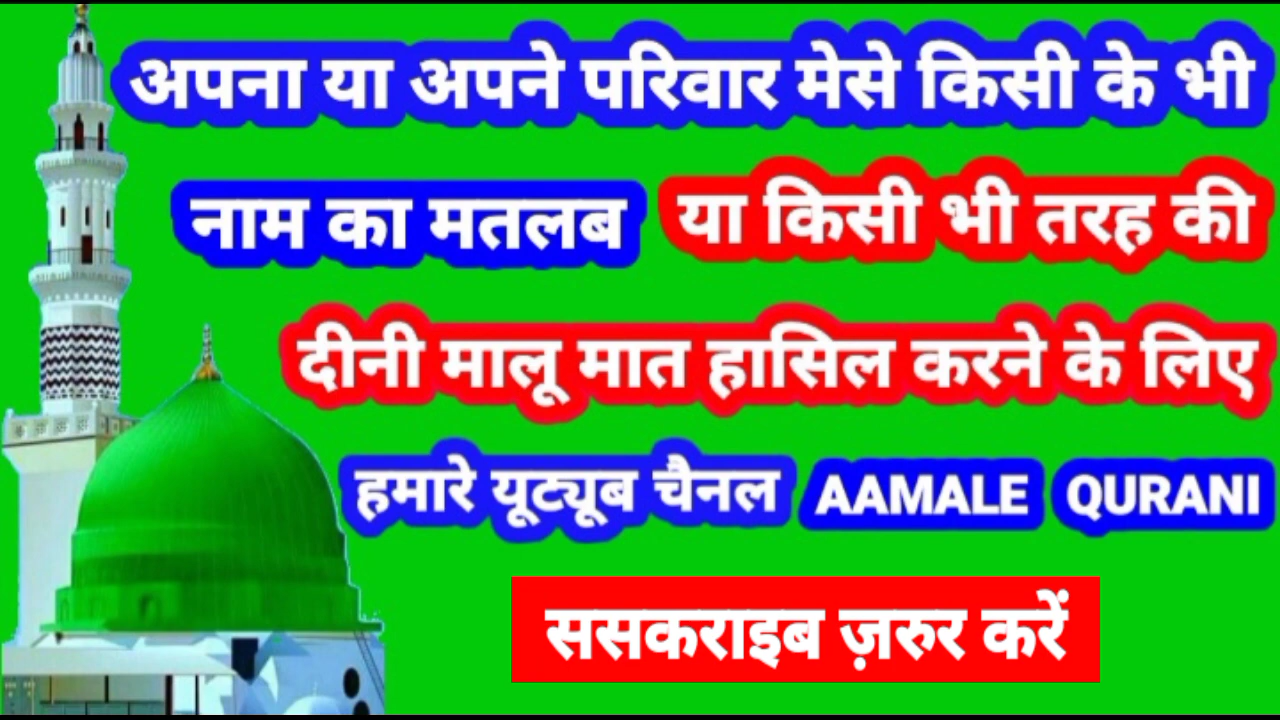 अपना या अपने परिवार मेसे किसी के भी
नाम का मतलब या किसी भी तरह की
दीनी मालू मात हासिल करने के लिए
हमारे यूट्यूब चैनल AAMALE QURANI
ससकराइब ज़रुर करें